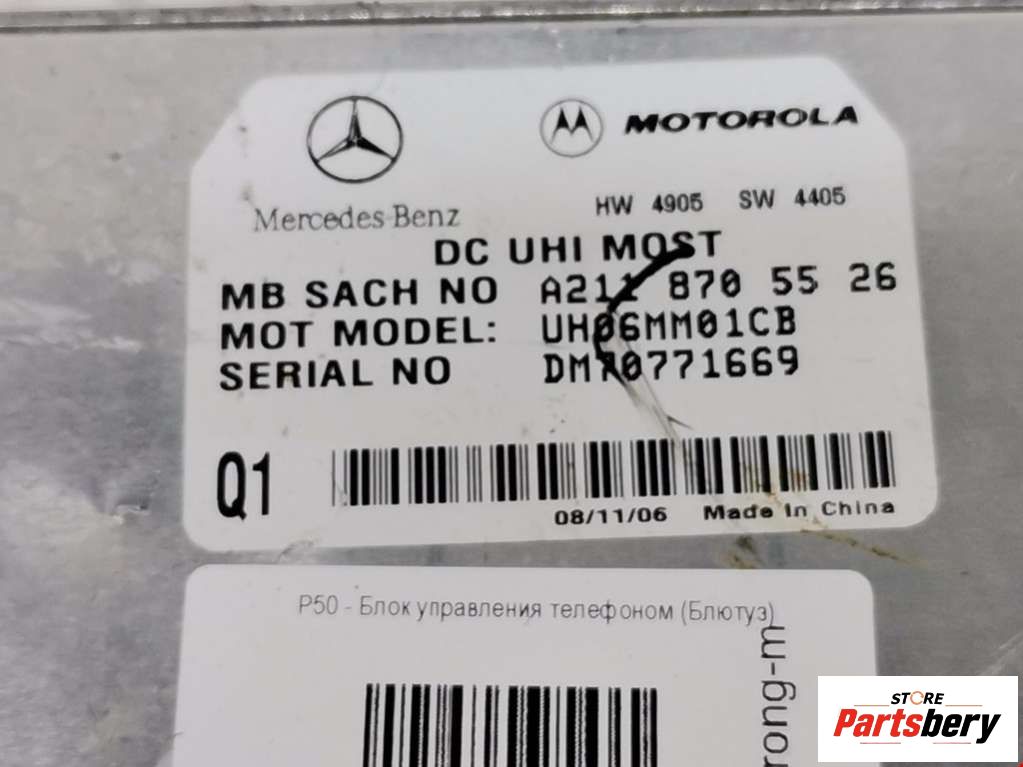 MOTOROLA
Mercedes-Benz
HW 4905 SW 4405
DC UHI MOST
MB SACH NO A211 870 55 26
MOT MODEL: UH06MM01CB
SERIAL NO DM70771669
Q1
08/11/06 Made In China
P50 - Блок управления телефоном (Блютуз)
rong-m
STORE
Partsbery